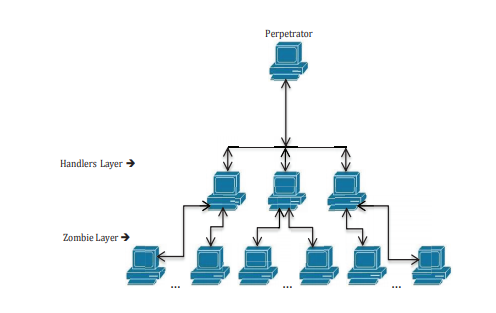 Perpetrator
Handlers Layer ➔
Zombie Layer ➔
... ... ...